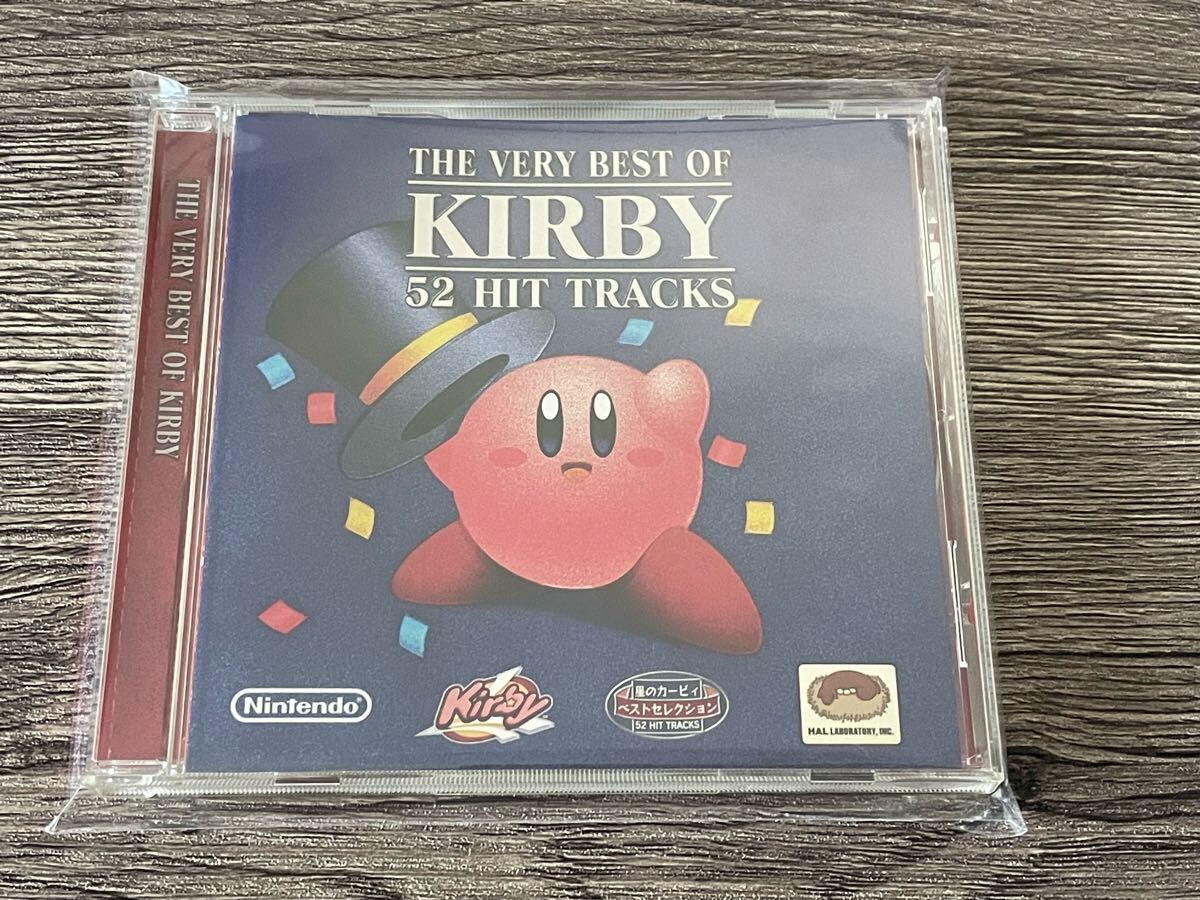 THE VERY BEST OF
KIRBY
52 HIT TRACKS
THE VERY BEST OF KIRBY
Nintendo®
Kirby
星のカービィ
ベストセレクション
52 HIT TRACKS
HAL LABORATORY, INC.